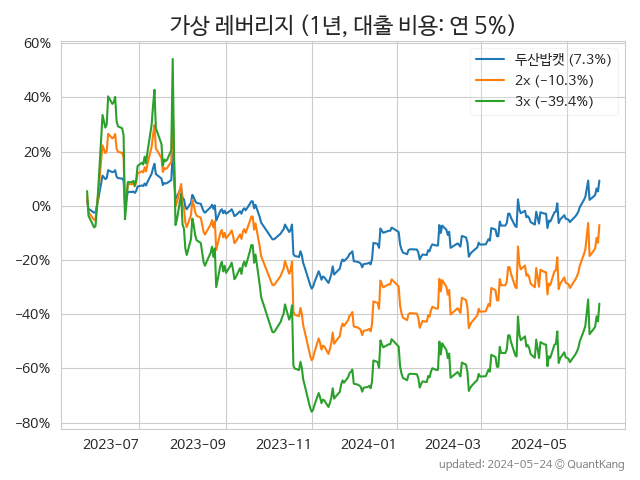 가상 레버리지 (1년, 대출 비용: 연 5%)
60%
40%
20%
0%
−20%
−40%
−60%
−80%
두산밥캣 (7.3%)
2x (−10.3%)
3x (−39.4%)
2023-07
2023-09
2023-11
2024-01
2024-03
2024-05
updated: 2024-05-24 © QuantKang